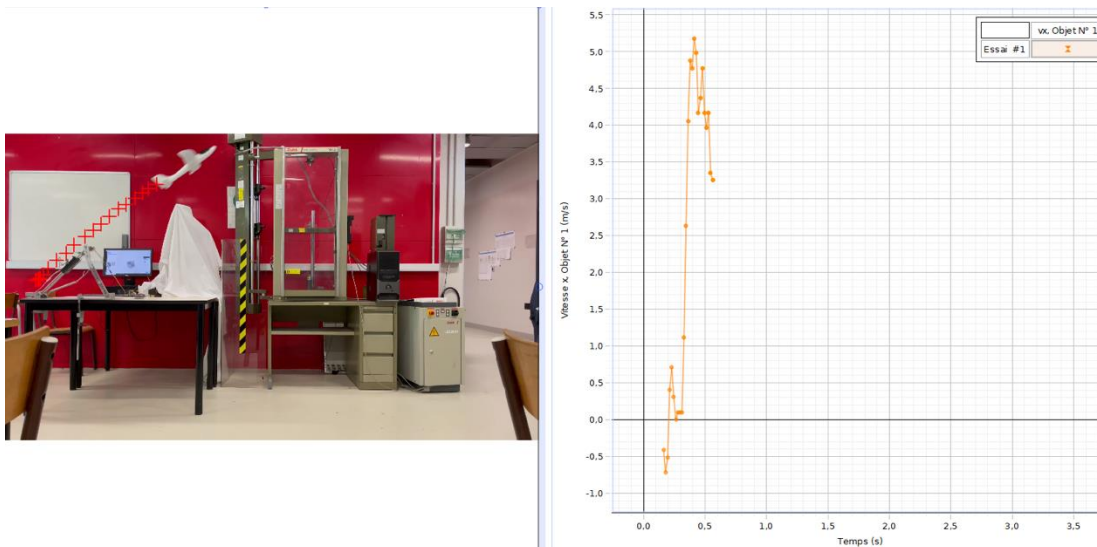 vx, Objet N° 1
Essai #1
5,5
5,0
4,5
4,0
3,5
3,0
2,5
2,0
1,5
1,0
0,5
0,0
-0,5
-1,0
Vitesse x, Objet N° 1 (m/s)
0,0 0,5 1,0 1,5 2,0 2,5 3,0 3,5
Temps (s)